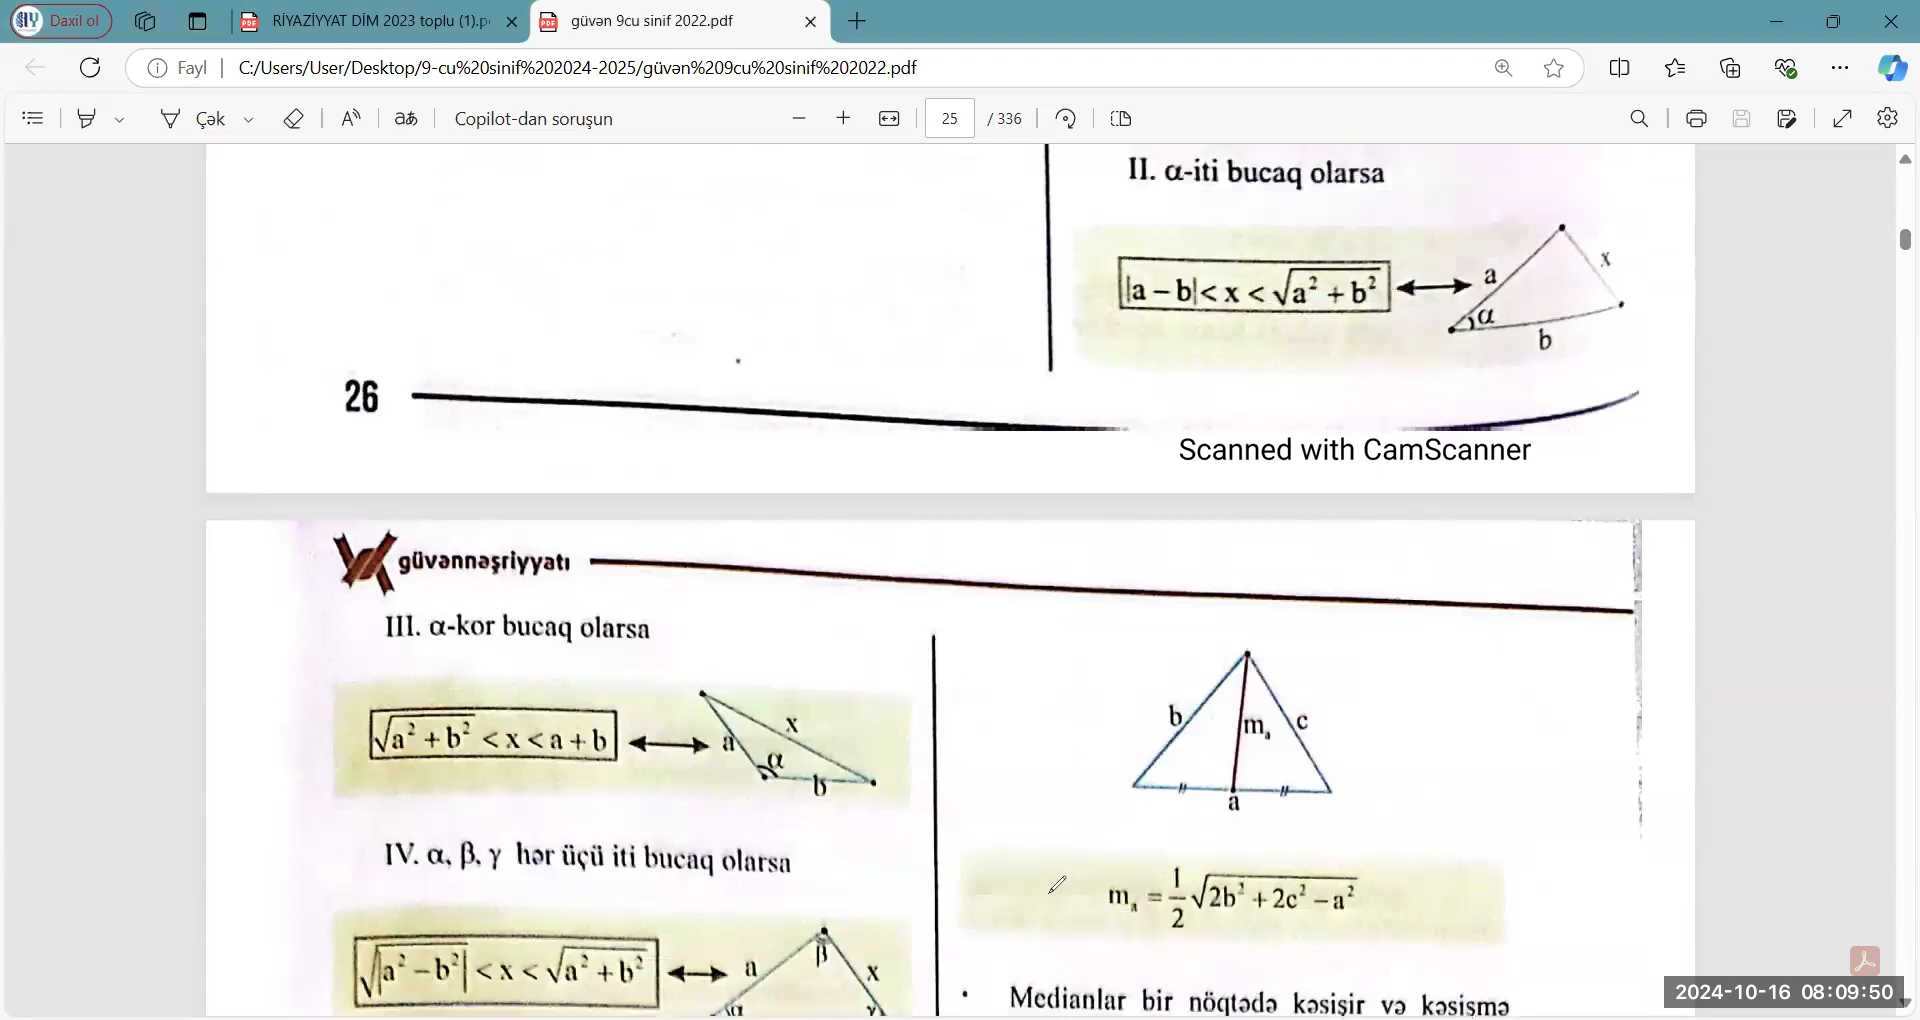 Daxil ol
RİYAZİYYAT DİM 2023 toplu (1).p
güvən 9cu sinif 2022.pdf
Fayl
C:/Users/User/Desktop/9-cu%20sinif%202024-2025/güvən%209cu%20sinif%202022.pdf
Çək
Copilot-dan soruşun
25 / 336
II. α-iti bucaq olarsa
|a − b| < x < √a² + b²
a
x
α
b
26
Scanned with CamScanner
güvənnəşriyyatı
III. α-kor bucaq olarsa
√a² + b² < x < a + b
a
x
α
b
IV. α, β, γ hər üçü iti bucaq olarsa
√|a² − b²| < x < √a² + b²
a
β
x
α
γ
b
mₐ
c
a
mₐ = 1/2 √2b² + 2c² − a²
• Medianlar bir nöqtədə kəsişir və kəsişmə
2024-10-16 08:09:50